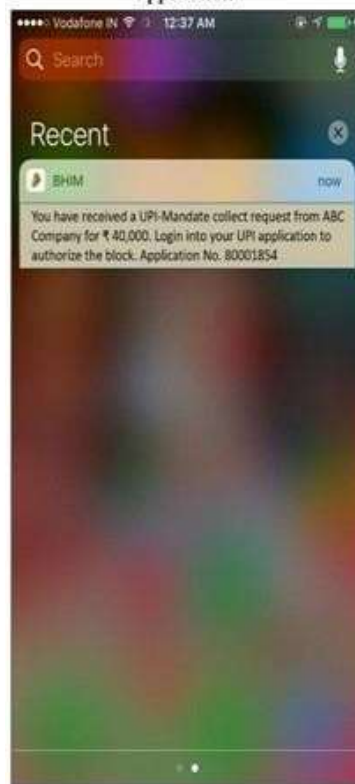 Vodafone IN 12:37 AM
Search
Recent
BHIM now
You have received a UPI-Mandate collect request from ABC
Company for ₹ 40,000. Login into your UPI application to
authorize the block. Application No. 80001854